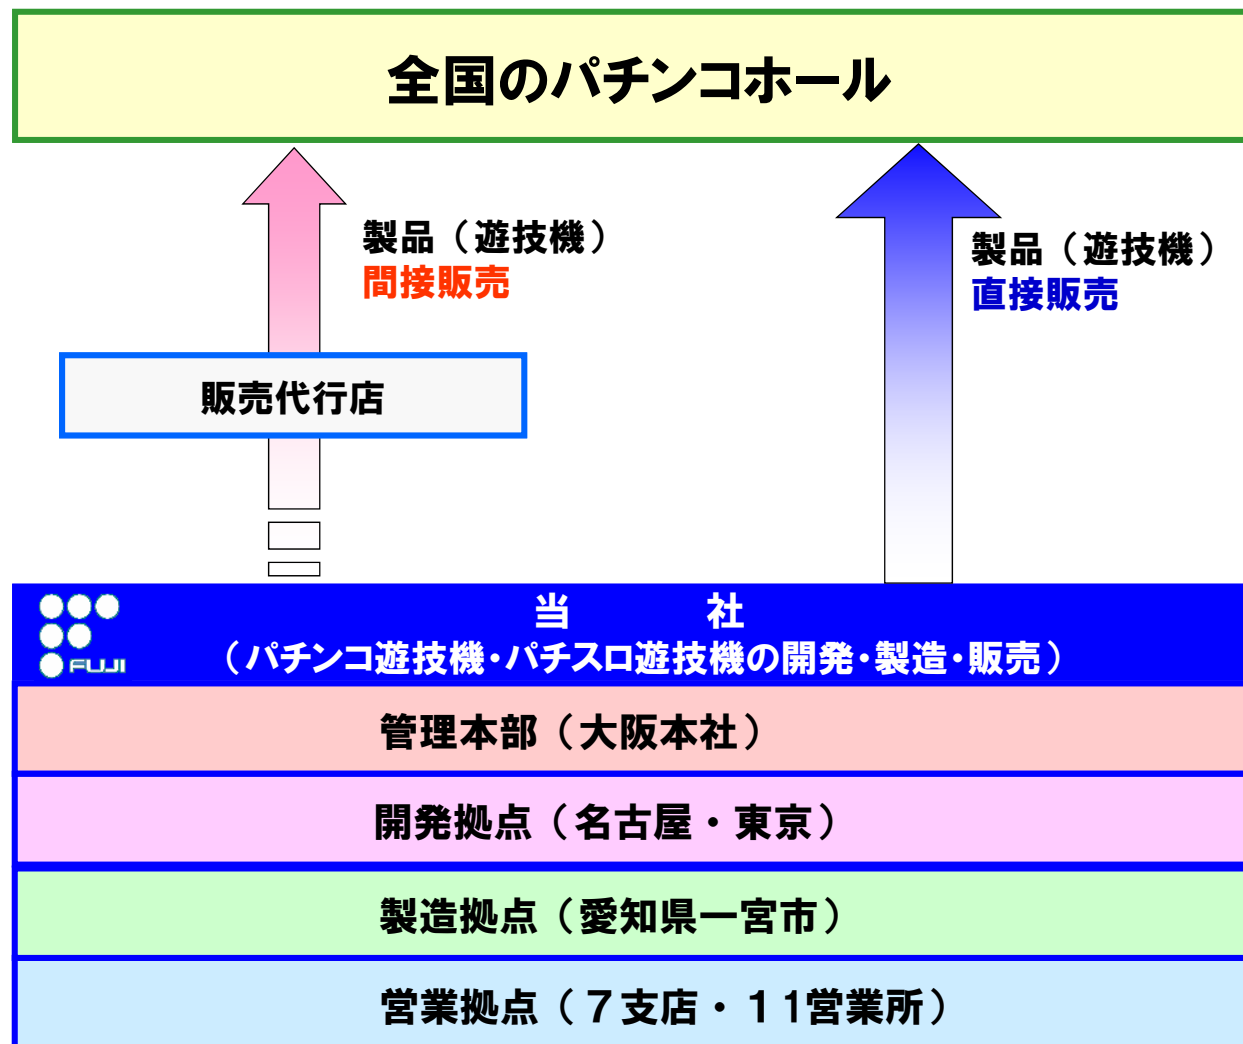 全国のパチンコホール
製品（遊技機）
間接販売
製品（遊技機）
直接販売
販売代行店
当　　社
FUJI
（パチンコ遊技機・パチスロ遊技機の開発・製造・販売）
管理本部（大阪本社）
開発拠点（名古屋・東京）
製造拠点（愛知県一宮市）
営業拠点（７支店・１1営業所）